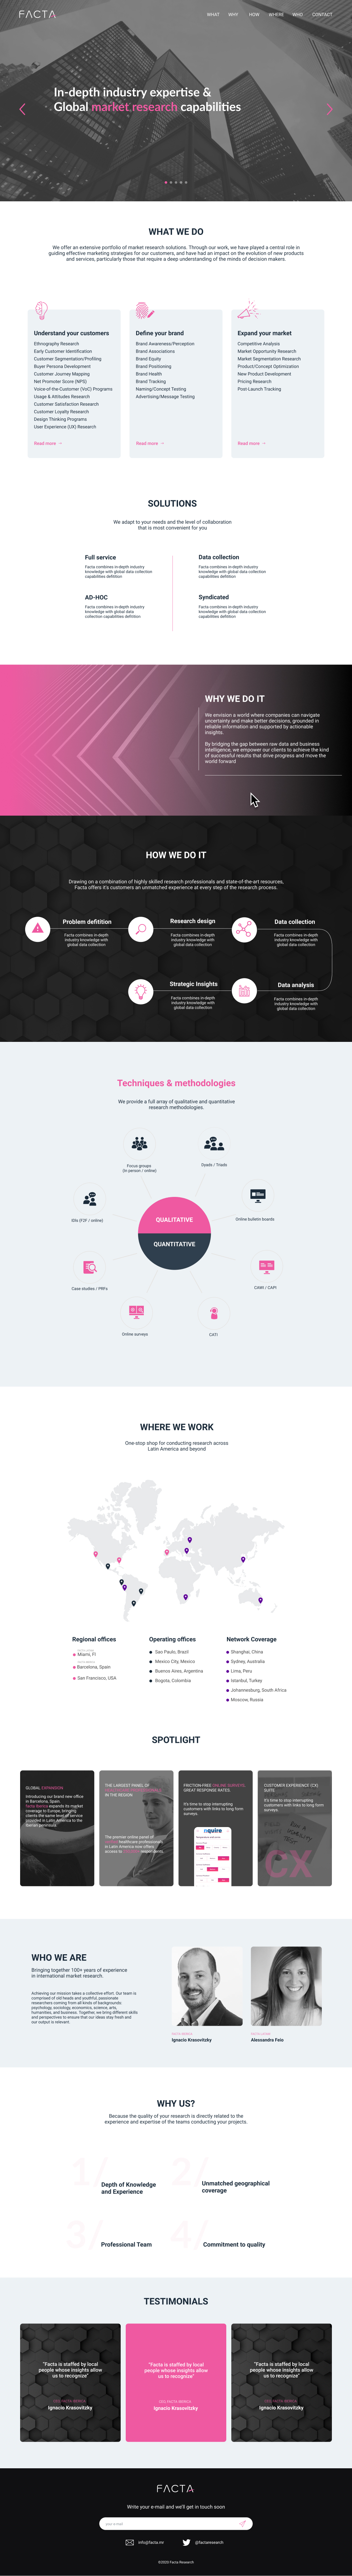 FACTA
WHAT WHY HOW WHERE WHO CONTACT
In-depth industry expertise &
Global market research capabilities
WHAT WE DO
We offer an extensive portfolio of market research solutions. Through our work, we have played a central role in
guiding effective marketing strategies for our customers, and have had an impact on the evolution of new products
and services, particularly those that require a deep understanding of the minds of decision makers.
Understand your customers
Ethnography Research
Early Customer Identification
Customer Segmentation/Profiling
Buyer Persona Development
Customer Journey Mapping
Net Promoter Score (NPS)
Voice-of-the-Customer (VoC) Programs
Usage & Attitudes Research
Customer Satisfaction Research
Customer Loyalty Research
Design Thinking Programs
User Experience (UX) Research
Read more →
Define your brand
Brand Awareness/Perception
Brand Associations
Brand Equity
Brand Positioning
Brand Health
Brand Tracking
Naming/Concept Testing
Advertising/Message Testing
Read more →
Expand your market
Competitive Analysis
Market Opportunity Research
Market Segmentation Research
Product/Concept Optimization
New Product Development
Pricing Research
Post-Launch Tracking
Read more →
SOLUTIONS
We adapt to your needs and the level of collaboration
that is most convenient for you
Full service
Facta combines in-depth industry
knowledge with global data collection
capabilities defitition
Data collection
Facta combines in-depth industry
knowledge with global data collection
capabilities defitition
AD-HOC
Facta combines in-depth industry
knowledge with global data
collection capabilities defitition
Syndicated
Facta combines in-depth industry
knowledge with global data collection
capabilities defitition
WHY WE DO IT
We envision a world where companies can navigate
uncertainty and make better decisions, grounded in
reliable information and supported by actionable
insights.
By bridging the gap between raw data and business
intelligence, we empower our clients to achieve the kind
of successful results that drive progress and move the
world forward
HOW WE DO IT
Drawing on a combination of highly skilled research professionals and state-of-the-art resources,
Facta offers it's customers an unmatched experience at every step of the research process.
Problem defitition
Facta combines in-depth
industry knowledge with
global data collection
Research design
Facta combines in-depth
industry knowledge with
global data collection
Data collection
Facta combines in-depth
industry knowledge with
global data collection
Strategic Insights
Facta combines in-depth
industry knowledge with
global data collection
Data analysis
Facta combines in-depth
industry knowledge with
global data collection
Techniques & methodologies
We provide a full array of qualitative and quantitative
research methodologies.
Focus groups
(in person / online)
Dyads / Triads
IDIs (F2F / online)
Online bulletin boards
QUALITATIVE
QUANTITATIVE
Case studies / PRFs
CAWI / CAPI
Online surveys
CATI
WHERE WE WORK
One-stop shop for conducting research across
Latin America and beyond
Regional offices
Miami, Fl
Barcelona, Spain
San Francisco, USA
Operating offices
Sao Paulo, Brazil
Mexico City, Mexico
Buenos Aires, Argentina
Bogota, Colombia
Network Coverage
Shanghai, China
Sydney, Australia
Lima, Peru
Istanbul, Turkey
Johannesburg, South Africa
Moscow, Russia
SPOTLIGHT
GLOBAL EXPANSION
Introducing our brand new office
in Barcelona, Spain.
Facta Iberica expands its market
coverage to Europe, bringing
clients the same level of service
provided in Latin America to the
Iberian peninsula
THE LARGEST PANEL OF
IN THE REGION
The premier online panel of
healthcare professionals
in Latin America now offers
access to respondents.
FRICTION-FREE ONLINE SURVEYS,
GREAT RESPONSE RATES.
It's time to stop interrupting
customers with links to long form
surveys.
nquire
CUSTOMER EXPERIENCE (CX)
SUITE
It's time to stop interrupting
customers with links to long form
surveys.
CX
WHO WE ARE
Bringing together 100+ years of experience
in international market research.
Achieving our mission takes a collective effort. Our team is
comprised of old heads and youthful, passionate
researchers coming from all kinds of backgrounds:
psychology, sociology, economics, science, arts,
humanities, and business. Together, we bring different skills
and perspectives to ensure that our ideas stay fresh and
our output is relevant.
Ignacio Krasovitzky
Alessandra Feio
WHY US?
Because the quality of your research is directly related to the
experience and expertise of the teams conducting your projects.
1/
Depth of Knowledge
and Experience
2/
Unmatched geographical
coverage
3/
Professional Team
4/
Commitment to quality
TESTIMONIALS
"Facta is staffed by local
people whose insights allow
us to recognize"
CEO, FACTA IBERICA
Ignacio Krasovitzky
"Facta is staffed by local
people whose insights allow
us to recognize"
CEO, FACTA IBERICA
Ignacio Krasovitzky
"Facta is staffed by local
people whose insights allow
us to recognize"
CEO, FACTA IBERICA
Ignacio Krasovitzky
FACTA
Write your e-mail and we'll get in touch soon
your e-mail
info@facta.mr
@factaresearch
©2020 Facta Research